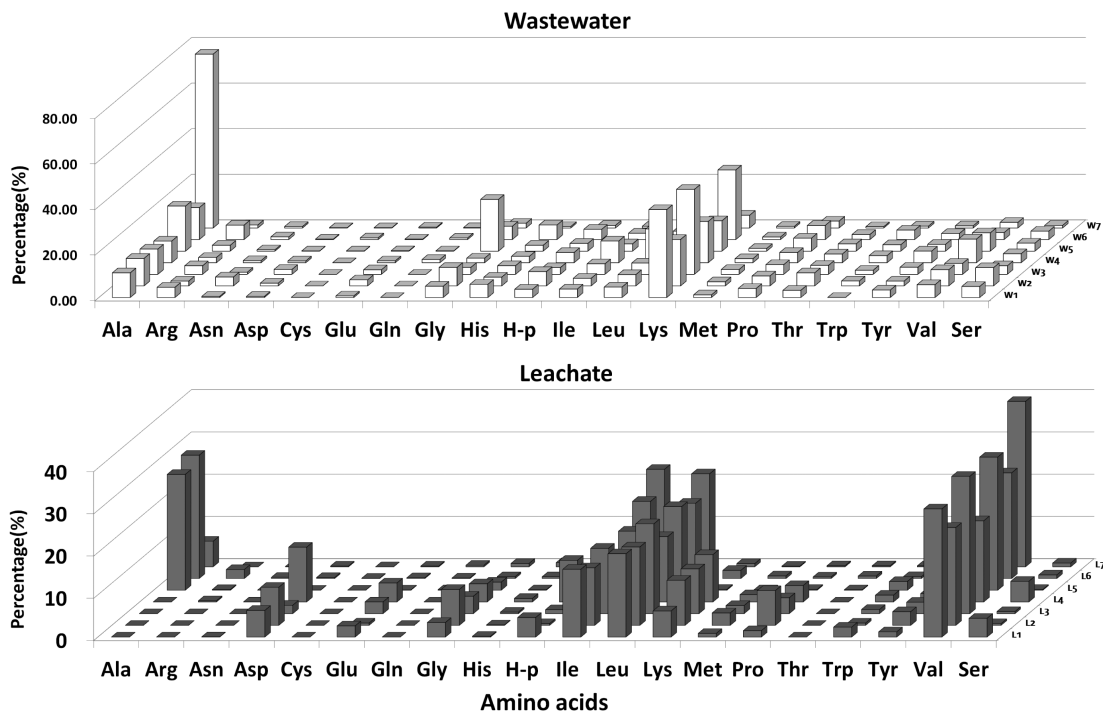 Wastewater
Percentage(%)
80.00
60.00
40.00
20.00
0.00
W7
W6
W5
W4
W3
W2
W1
Ala Arg Asn Asp Cys Glu Gln Gly His H-p Ile Leu Lys Met Pro Thr Trp Tyr Val Ser
Leachate
Percentage(%)
40
30
20
10
0
L7
L6
L5
L4
L3
L2
L1
Ala Arg Asn Asp Cys Glu Gln Gly His H-p Ile Leu Lys Met Pro Thr Trp Tyr Val Ser
Amino acids